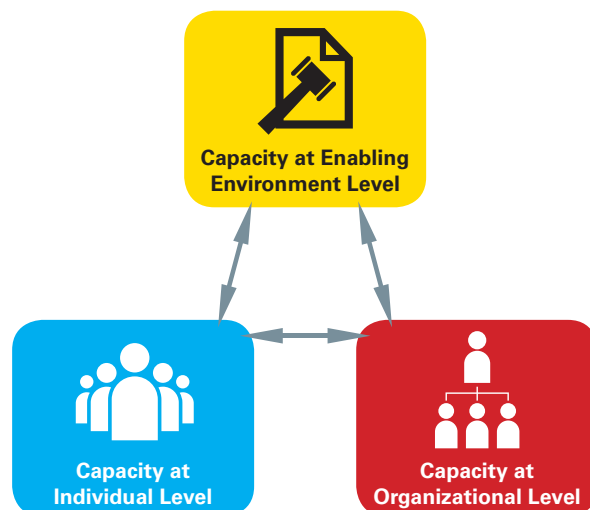 Capacity at Enabling
Environment Level
Capacity at
Individual Level
Capacity at
Organizational Level